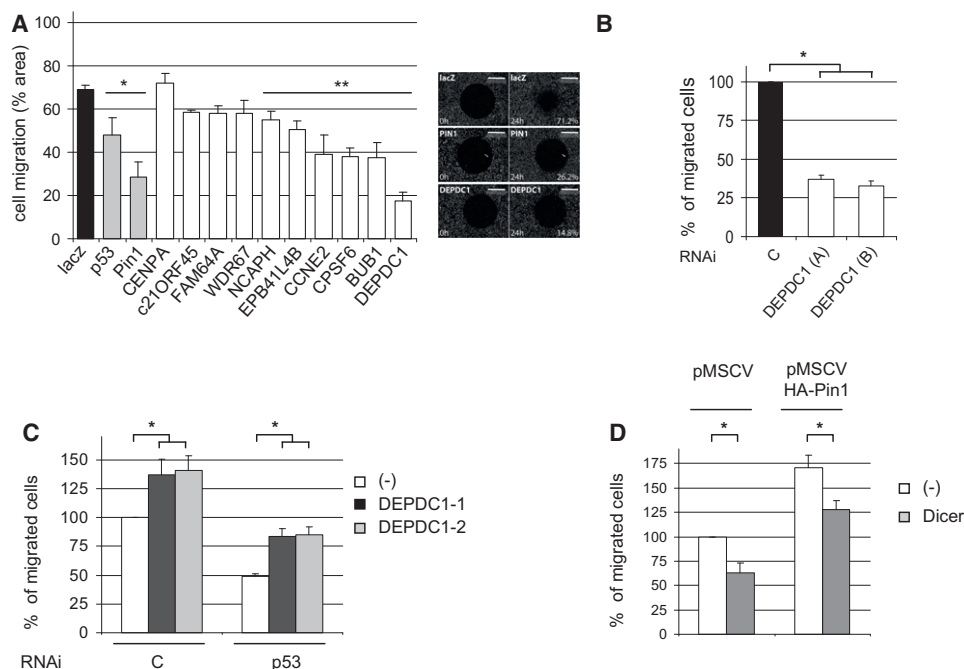 A
cell migration (% area)
100
80
60
40
20
0
*
**
lacz
p53
Pin1
CENPA
c21ORF45
FAM64A
WDR67
NCAPH
EPB41L4B
CCNE2
CPSF6
BUB1
DEPDC1
lacZ
0h
lacZ
24h
71.2%
PIN1
0h
PIN1
24h
26.2%
DEPDC1
0h
DEPDC1
24h
14.8%
B
% of migrated cells
100
75
50
25
0
*
RNAi
C
DEPDC1 (A)
DEPDC1 (B)
C
% of migrated cells
150
125
100
75
50
25
0
*
*
(-)
DEPDC1-1
DEPDC1-2
RNAi
C
p53
D
pMSCV
pMSCV
HA-Pin1
% of migrated cells
175
150
125
100
75
50
25
0
*
*
(-)
Dicer